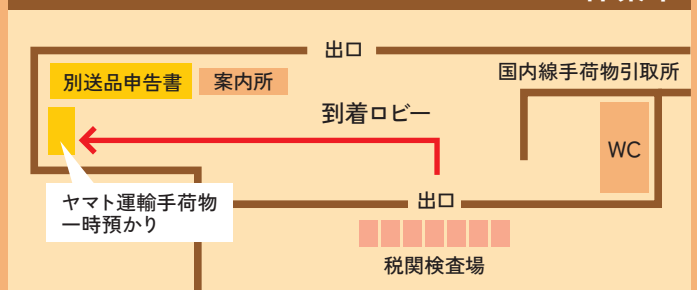 出口
国内線手荷物引取所
別送品申告書
案内所
到着ロビー
WC
ヤマト運輸手荷物
一時預かり
出口
税関検査場